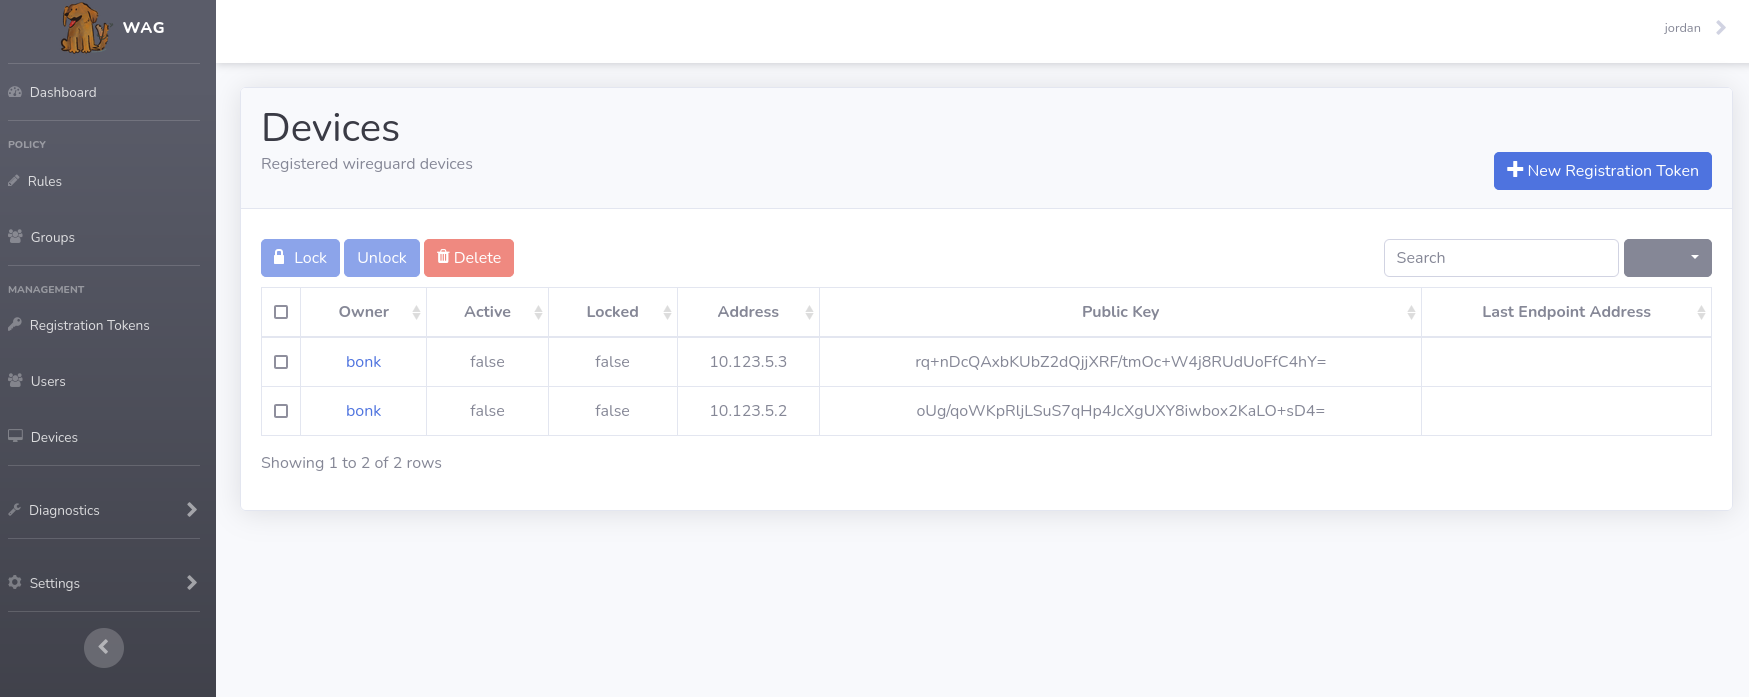 WAG
jordan
Dashboard
POLICY
Rules
Groups
MANAGEMENT
Registration Tokens
Users
Devices
Diagnostics
Settings
Devices
Registered wireguard devices
New Registration Token
Lock Unlock Delete
Search
Owner Active Locked Address Public Key Last Endpoint Address
bonk false false 10.123.5.3 rq+nDcQAxbKUbZ2dQjjXRF/tmOc+W4j8RUdUoFfC4hY=
bonk false false 10.123.5.2 oUg/qoWKpRljLSuS7qHp4JcXgUXY8iwbox2KaLO+sD4=
Showing 1 to 2 of 2 rows